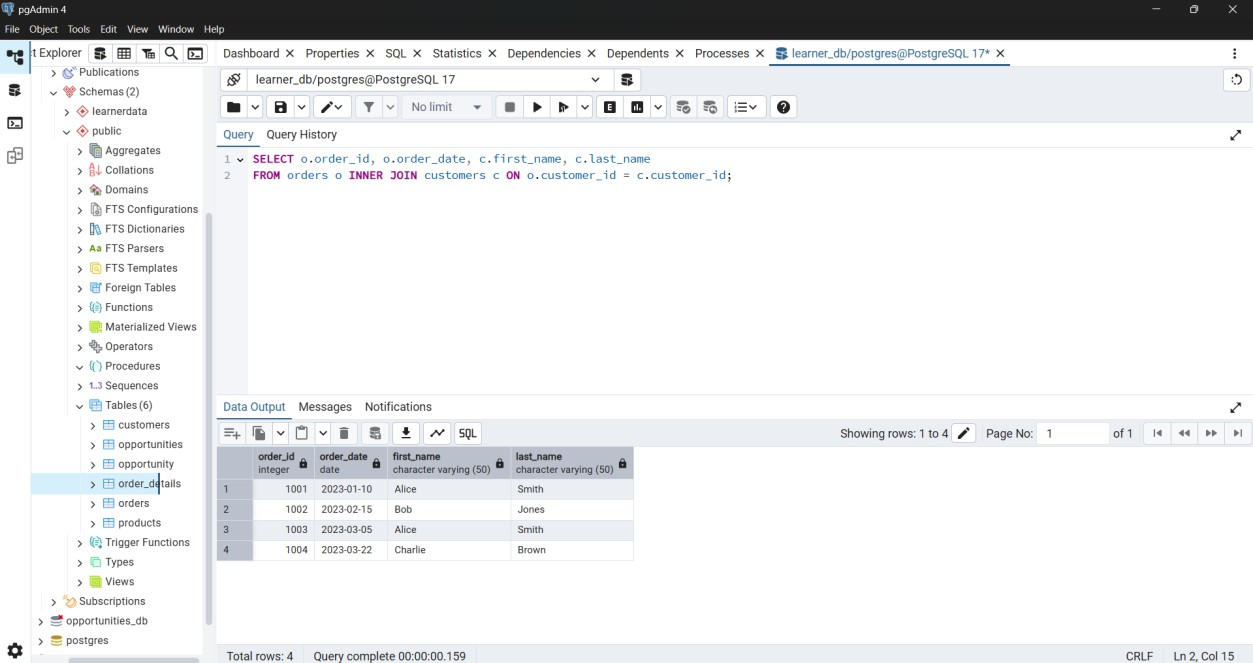 pgAdmin 4
File Object Tools Edit View Window Help
t Explorer
Dashboard Properties SQL Statistics Dependencies Dependents Processes learner_db/postgres@PostgreSQL 17*
Publications
Schemas (2)
learnerdata
public
Aggregates
Collations
Domains
FTS Configurations
FTS Dictionaries
Aa FTS Parsers
FTS Templates
Foreign Tables
Functions
Materialized Views
Operators
Procedures
1..3 Sequences
Tables (6)
customers
opportunities
opportunity
order_details
orders
products
Trigger Functions
Types
Views
Subscriptions
opportunities_db
postgres
learner_db/postgres@PostgreSQL 17
No limit
E
Query Query History
1 SELECT o.order_id, o.order_date, c.first_name, c.last_name
2 FROM orders o INNER JOIN customers c ON o.customer_id = c.customer_id;
Data Output Messages Notifications
SQL Showing rows: 1 to 4 Page No: 1 of 1
order_id order_date first_name last_name
integer date character varying (50) character varying (50)
1 1001 2023-01-10 Alice Smith
2 1002 2023-02-15 Bob Jones
3 1003 2023-03-05 Alice Smith
4 1004 2023-03-22 Charlie Brown
Total rows: 4 Query complete 00:00:00.159 CRLF Ln 2, Col 15